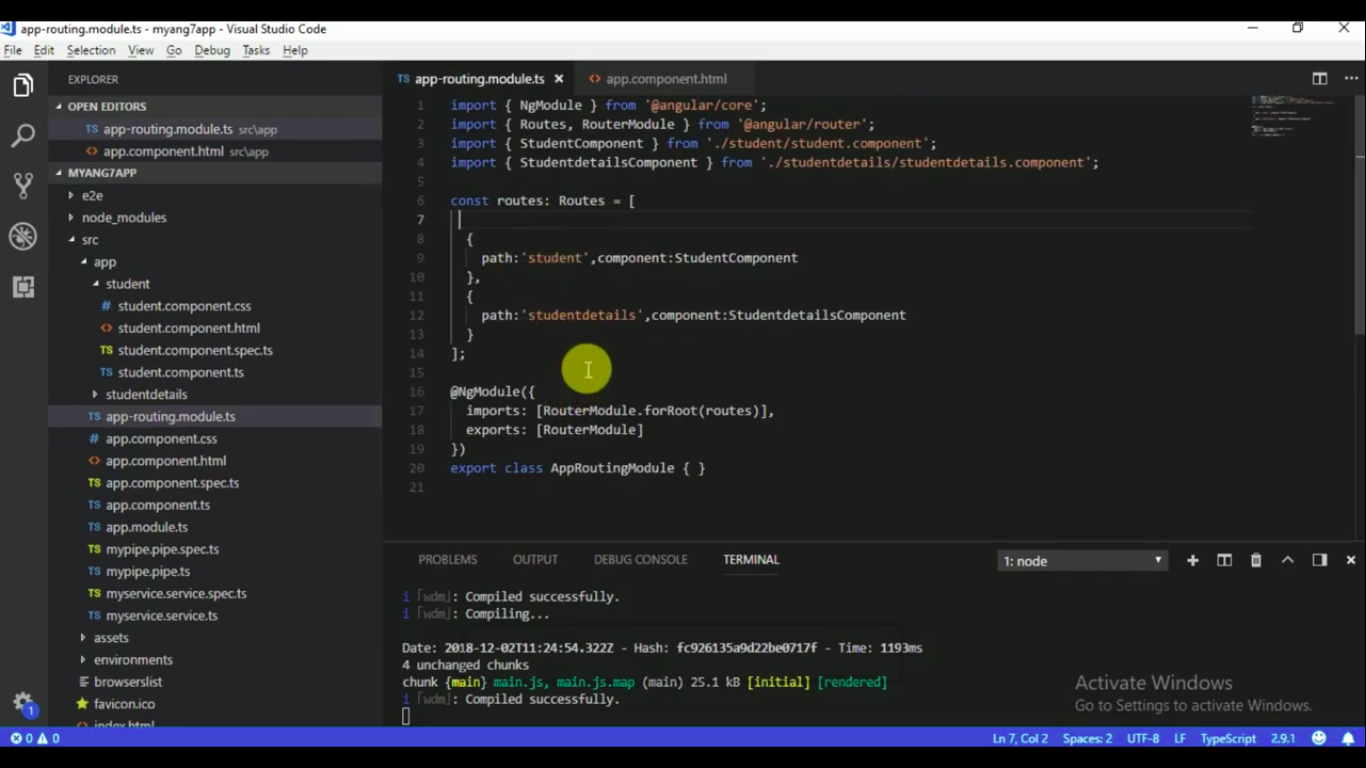 app-routing.module.ts - myang7app - Visual Studio Code
File Edit Selection View Go Debug Tasks Help
EXPLORER
OPEN EDITORS
TS app-routing.module.ts src\app
<> app.component.html src\app
MYANG7APP
e2e
node_modules
src
app
student
# student.component.css
<> student.component.html
TS student.component.spec.ts
TS student.component.ts
studentdetails
TS app-routing.module.ts
# app.component.css
<> app.component.html
TS app.component.spec.ts
TS app.component.ts
TS app.module.ts
TS mypipe.pipe.spec.ts
TS mypipe.pipe.ts
TS myservice.service.spec.ts
TS myservice.service.ts
assets
environments
browserslist
favicon.ico
index.html
1
TS app-routing.module.ts × <> app.component.html
1 import { NgModule } from '@angular/core';
2 import { Routes, RouterModule } from '@angular/router';
3 import { StudentComponent } from './student/student.component';
4 import { StudentdetailsComponent } from './studentdetails/studentdetails.component';
5
6 const routes: Routes = [
7
8 {
9 path:'student',component:StudentComponent
10 },
11 {
12 path:'studentdetails',component:StudentdetailsComponent
13 }
14 ];
15
16 @NgModule({
17 imports: [RouterModule.forRoot(routes)],
18 exports: [RouterModule]
19 })
20 export class AppRoutingModule { }
21
PROBLEMS OUTPUT DEBUG CONSOLE TERMINAL 1: node
i ｢wdm｣: Compiled successfully.
i ｢wdm｣: Compiling...
Date: 2018-12-02T11:24:54.322Z - Hash: fc926135a9d22be0717f - Time: 1193ms
4 unchanged chunks
chunk {main} main.js, main.js.map (main) 25.1 kB [initial] [rendered]
i ｢wdm｣: Compiled successfully.
Activate Windows
Go to Settings to activate Windows.
0 0 Ln 7, Col 2 Spaces: 2 UTF-8 LF TypeScript 2.9.1